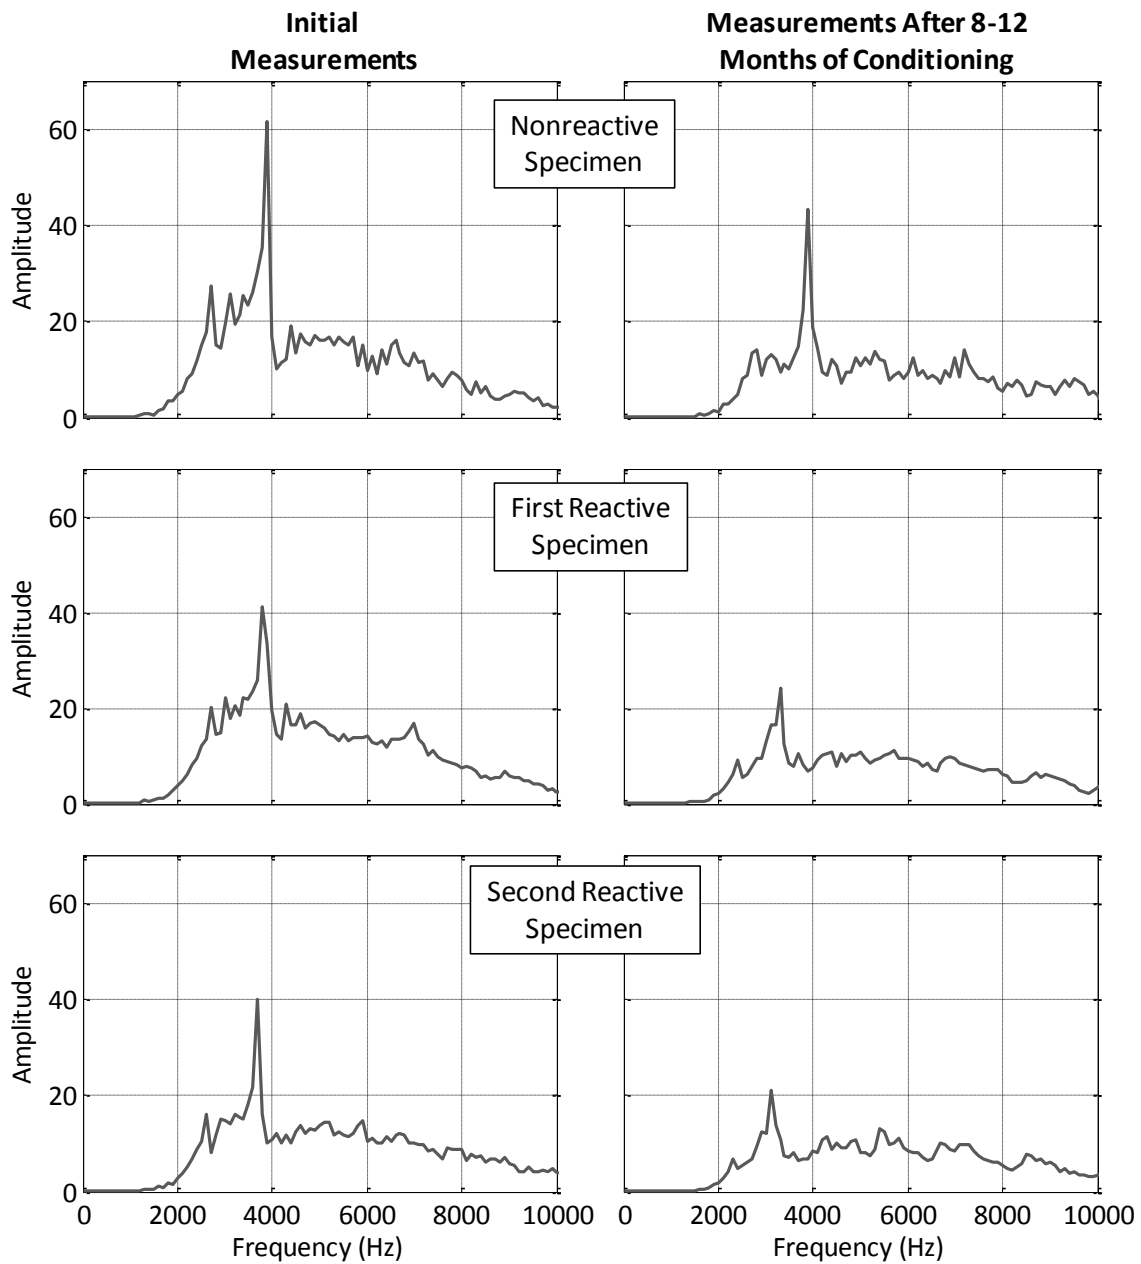 Initial
Measurements
Measurements After 8-12
Months of Conditioning
Nonreactive
Specimen
Amplitude
60
40
20
0
First Reactive
Specimen
Amplitude
60
40
20
0
Second Reactive
Specimen
Amplitude
60
40
20
0
0 2000 4000 6000 8000 10000
Frequency (Hz)
0 2000 4000 6000 8000 10000
Frequency (Hz)